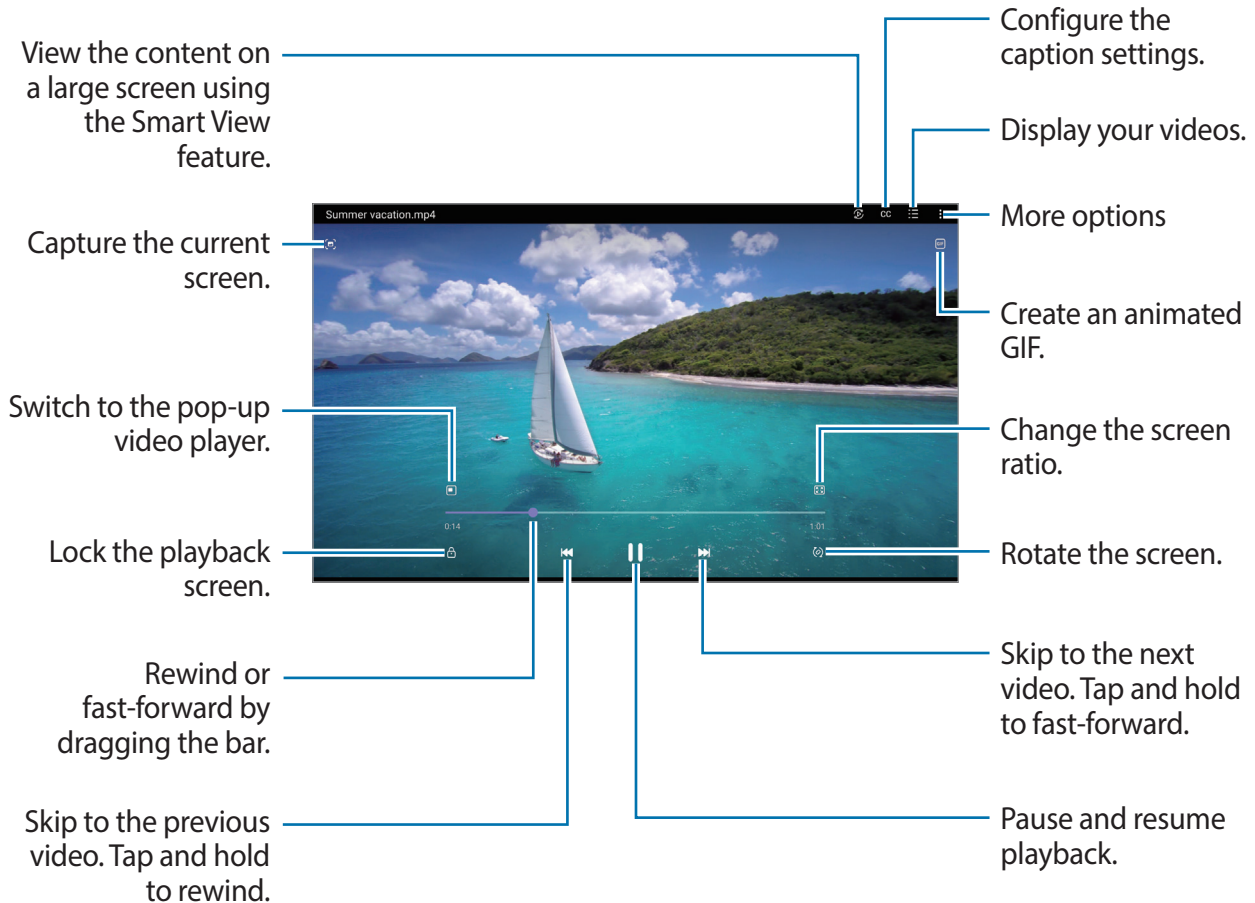 View the content on
a large screen using
the Smart View
feature.
Configure the
caption settings.
Display your videos.
More options
Summer vacation.mp4
CC
Capture the current
screen.
GIF
Create an animated
GIF.
Switch to the pop-up
video player.
Change the screen
ratio.
0:14
1:01
Lock the playback
screen.
Rotate the screen.
Rewind or
fast-forward by
dragging the bar.
Skip to the next
video. Tap and hold
to fast-forward.
Skip to the previous
video. Tap and hold
to rewind.
Pause and resume
playback.